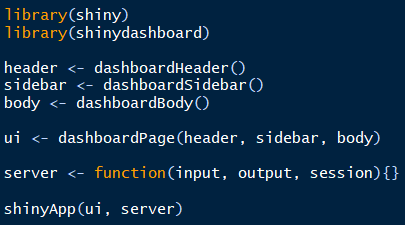 library(shiny)
library(shinydashboard)
header <- dashboardHeader()
sidebar <- dashboardSidebar()
body <- dashboardBody()
ui <- dashboardPage(header, sidebar, body)
server <- function(input, output, session){}
shinyApp(ui, server)